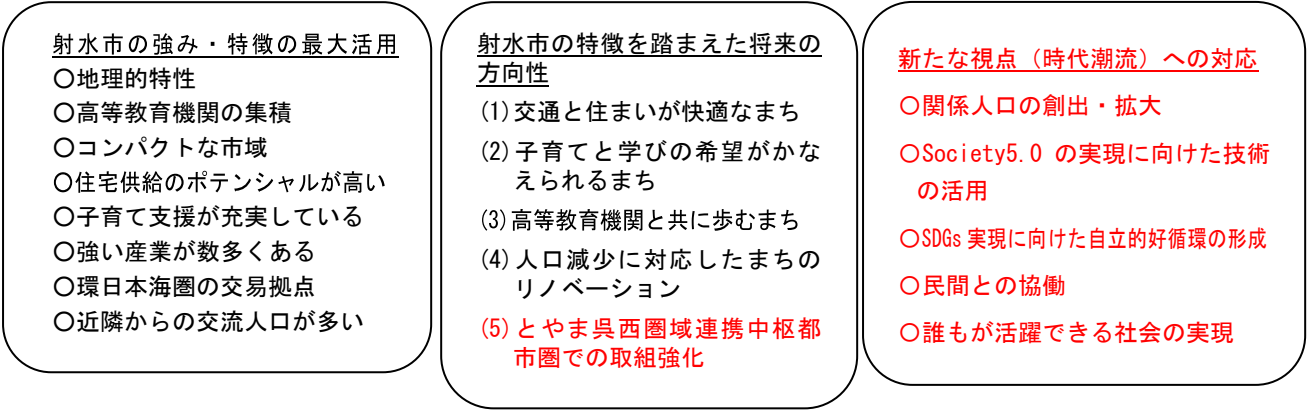 射水市の強み・特徴の最大活用
〇地理的特性
〇高等教育機関の集積
〇コンパクトな市域
〇住宅供給のポテンシャルが高い
〇子育て支援が充実している
〇強い産業が数多くある
〇環日本海圏の交易拠点
〇近隣からの交流人口が多い
射水市の特徴を踏まえた将来の
方向性
(1)交通と住まいが快適なまち
(2)子育てと学びの希望がかな
えられるまち
(3)高等教育機関と共に歩むまち
(4)人口減少に対応したまちの
リノベーション
(5)とやま呉西圏域連携中枢都
市圏での取組強化
新たな視点（時代潮流）への対応
〇関係人口の創出・拡大
〇Society5.0 の実現に向けた技術
の活用
〇SDGs 実現に向けた自立的好循環の形成
〇民間との協働
〇誰もが活躍できる社会の実現